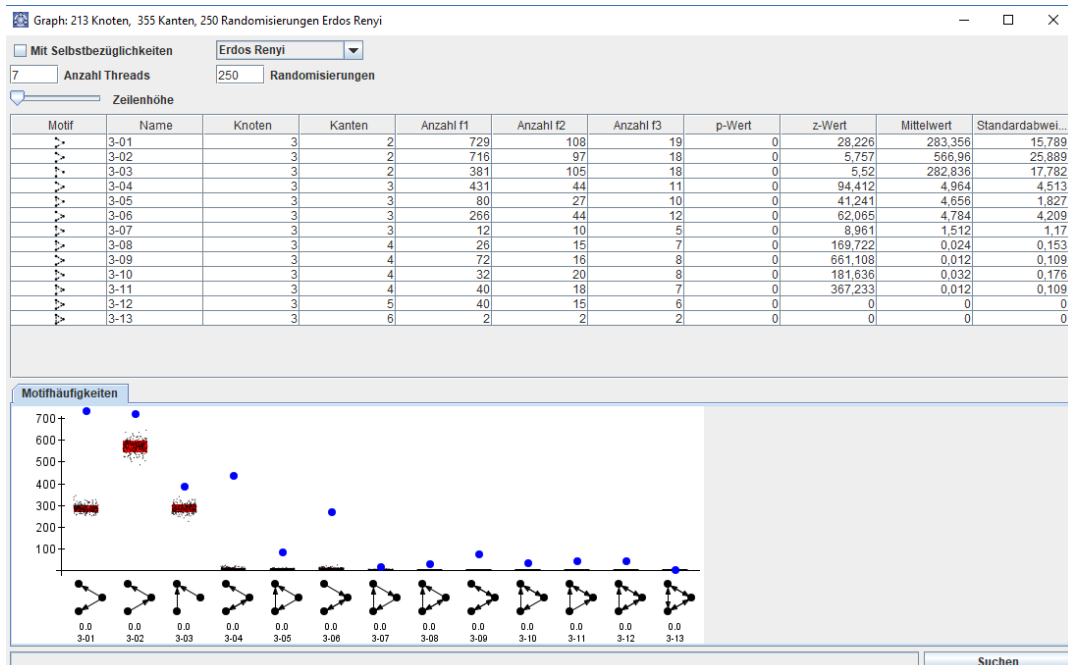 Graph: 213 Knoten, 355 Kanten, 250 Randomisierungen Erdos Renyi
Mit Selbstbezüglichkeiten Erdos Renyi
7 Anzahl Threads 250 Randomisierungen
Zeilenhöhe
Motif Name Knoten Kanten Anzahl f1 Anzahl f2 Anzahl f3 p-Wert z-Wert Mittelwert Standardabwei...
3-01 3 2 729 108 19 0 28,226 283,356 15,789
3-02 3 2 716 97 18 0 5,757 566,96 25,889
3-03 3 2 381 105 18 0 5,52 282,836 17,782
3-04 3 3 431 44 11 0 94,412 4,964 4,513
3-05 3 3 80 27 10 0 41,241 4,656 1,827
3-06 3 3 266 44 12 0 62,065 4,784 4,209
3-07 3 3 12 10 5 0 8,961 1,512 1,17
3-08 3 4 26 15 7 0 169,722 0,024 0,153
3-09 3 4 72 16 8 0 661,108 0,012 0,109
3-10 3 4 32 20 8 0 181,636 0,032 0,176
3-11 3 4 40 18 7 0 367,233 0,012 0,109
3-12 3 5 40 15 6 0 0 0 0
3-13 3 6 2 2 2 0 0 0 0
Motifhäufigkeiten
700
600
500
400
300
200
100
0.0 0.0 0.0 0.0 0.0 0.0 0.0 0.0 0.0 0.0 0.0 0.0 0.0
3-01 3-02 3-03 3-04 3-05 3-06 3-07 3-08 3-09 3-10 3-11 3-12 3-13
Suchen